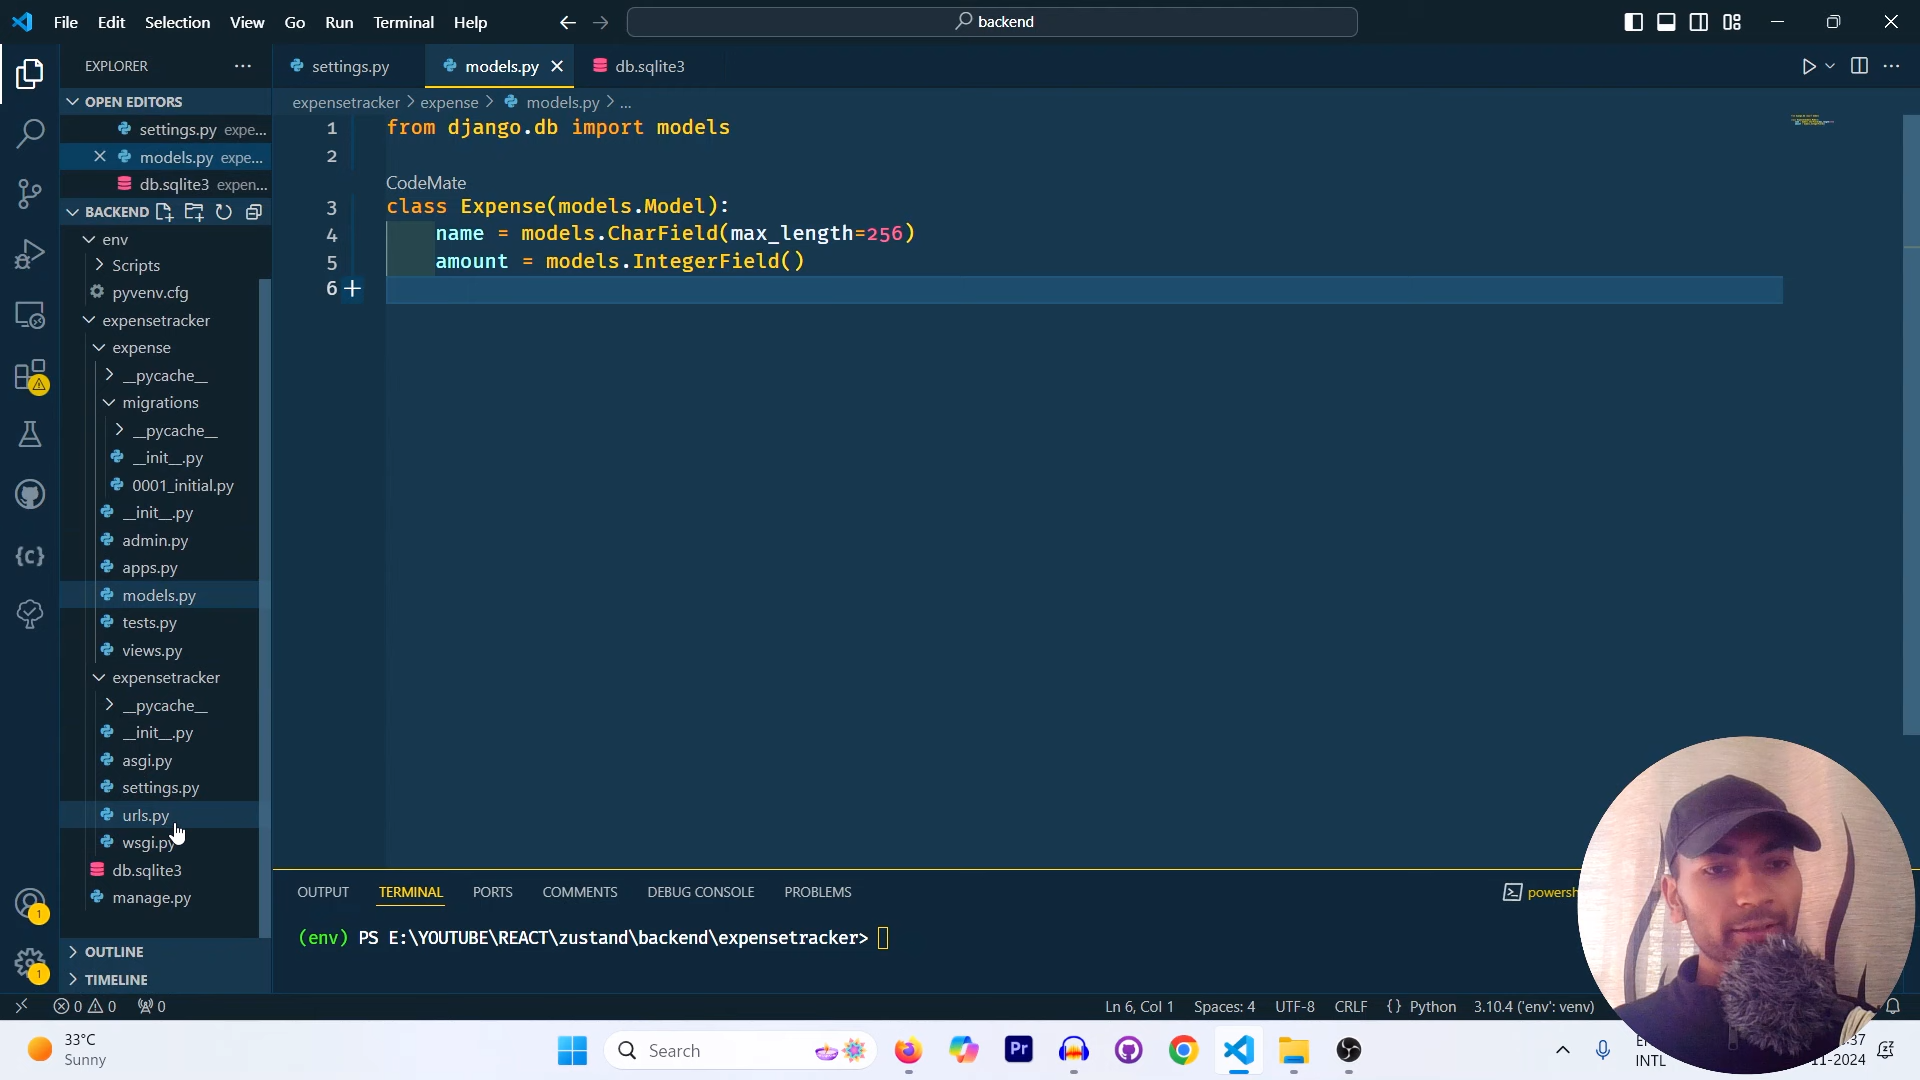 File Edit Selection View Go Run Terminal Help
backend
EXPLORER
settings.py
models.py
db.sqlite3
OPEN EDITORS
expensetracker > expense > models.py > ...
settings.py expe...
models.py expe...
db.sqlite3 expen...
BACKEND
env
Scripts
pyvenv.cfg
expensetracker
expense
__pycache__
migrations
__pycache__
__init__.py
0001_initial.py
__init__.py
admin.py
apps.py
models.py
tests.py
views.py
expensetracker
__pycache__
__init__.py
asgi.py
settings.py
urls.py
wsgi.py
db.sqlite3
manage.py
OUTLINE
TIMELINE
1 from django.db import models
2
CodeMate
3 class Expense(models.Model):
4 name = models.CharField(max_length=256)
5 amount = models.IntegerField()
6
OUTPUT TERMINAL PORTS COMMENTS DEBUG CONSOLE PROBLEMS
(env) PS E:\YOUTUBE\REACT\zustand\backend\expensetracker>
0 0 0
Ln 6, Col 1 Spaces: 4 UTF-8 CRLF {} Python 3.10.4 ('env': venv)
33°C
Sunny
Search
Pr
INTL